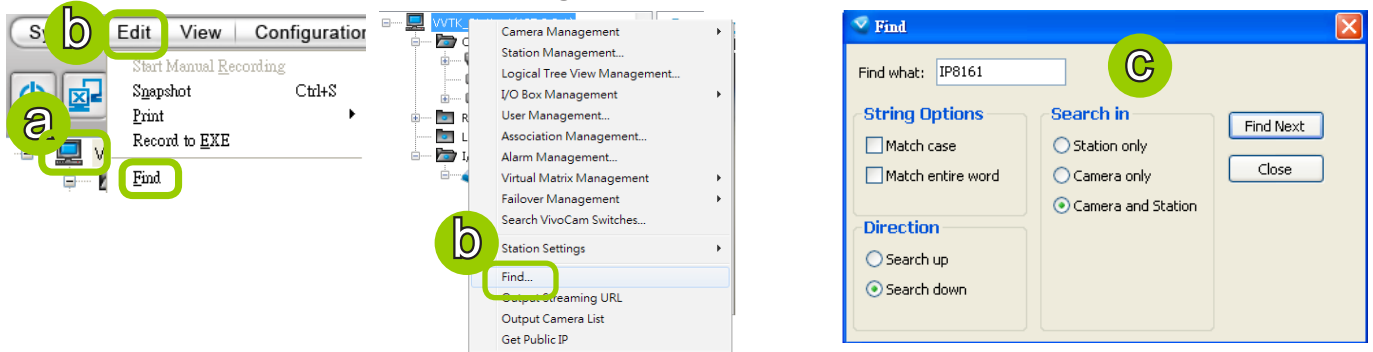 b
Edit View Configuration
Start Manual Recording
Snapshot Ctrl+S
Print
a
Record to EXE
V
Find
VVTK
Camera Management
Station Management...
Logical Tree View Management...
I/O Box Management
User Management...
Association Management...
Alarm Management...
Virtual Matrix Management
Failover Management
Search VivoCam Switches...
b
Station Settings
Find...
Output Streaming URL
Output Camera List
Get Public IP
Find
Find what: IP8161
c
String Options
Match case
Match entire word
Direction
Search up
Search down
Search in
Station only
Camera only
Camera and Station
Find Next
Close